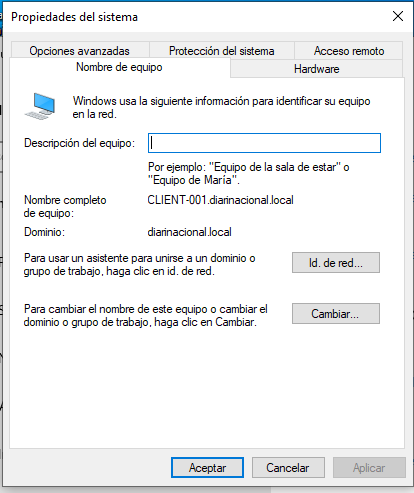 Propiedades del sistema
Opciones avanzadas
Protección del sistema
Acceso remoto
Nombre de equipo
Hardware
Windows usa la siguiente información para identificar su equipo
en la red.
Descripción del equipo:
Por ejemplo: "Equipo de la sala de estar" o
"Equipo de María".
Nombre completo
de equipo:
CLIENT-001.diarinacional.local
Dominio:
diarinacional.local
Para usar un asistente para unirse a un dominio o
grupo de trabajo, haga clic en id. de red.
Id. de red...
Para cambiar el nombre de este equipo o cambiar el
dominio o grupo de trabajo, haga clic en Cambiar.
Cambiar...
Aceptar
Cancelar
Aplicar